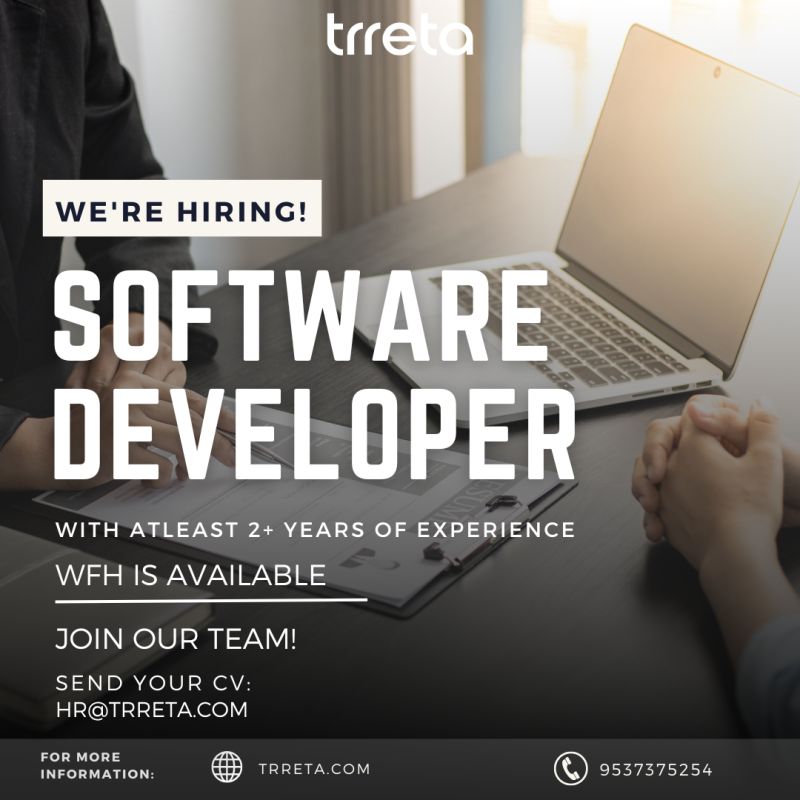 trreta
WE'RE HIRING!
SOFTWARE
DEVELOPER
WITH ATLEAST 2+ YEARS OF EXPERIENCE
WFH IS AVAILABLE
JOIN OUR TEAM!
SEND YOUR CV:
HR@TRRETA.COM
FOR MORE
INFORMATION:
TRRETA.COM
9537375254
RESUME